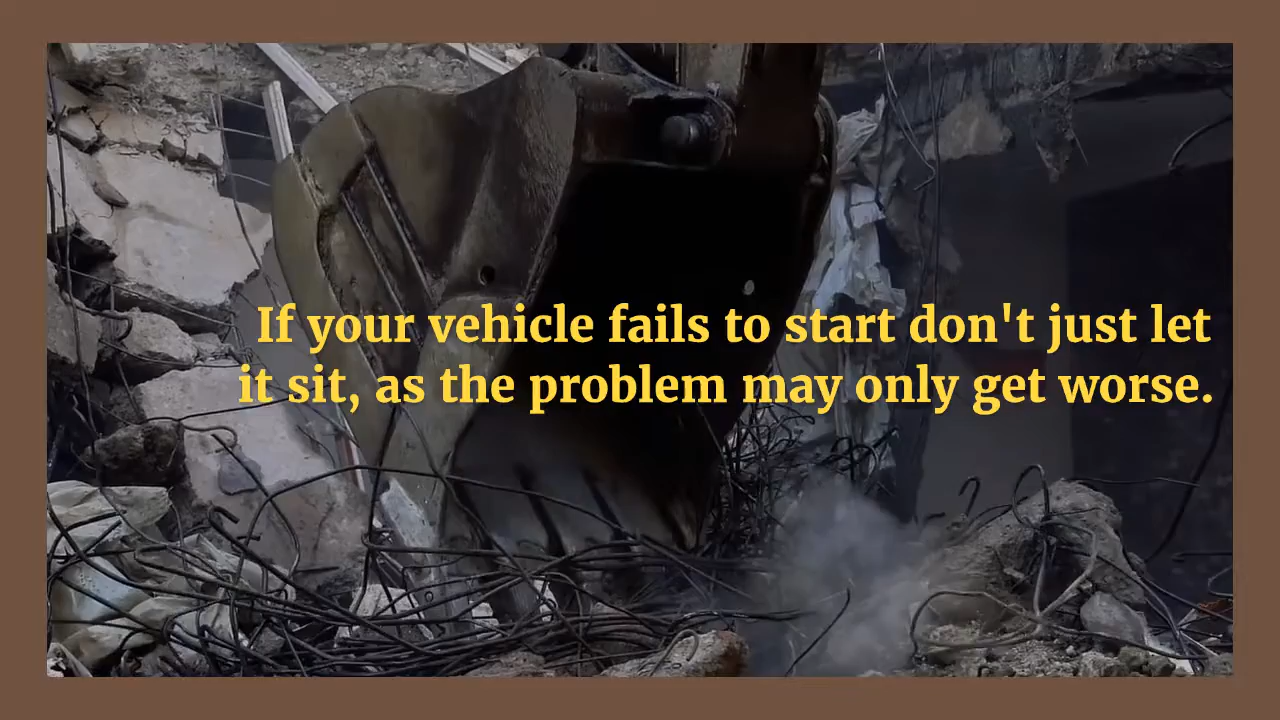 If your vehicle fails to start don't just let
it sit, as the problem may only get worse.